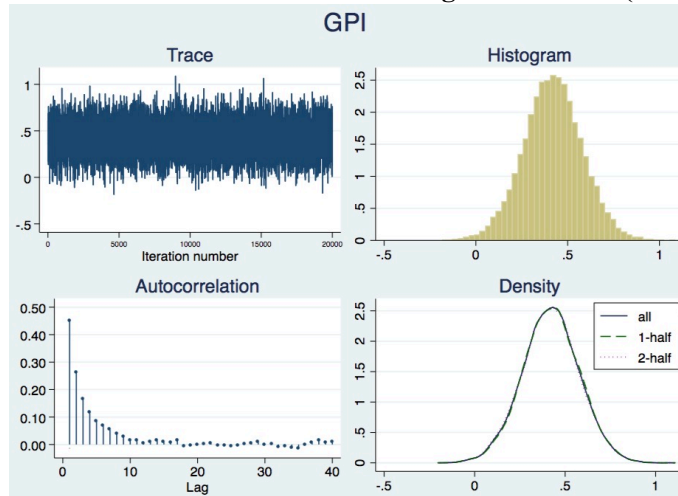 GPI
Trace
1
.5
0
-.5
0 5000 10000 15000 20000
Iteration number
Histogram
2.5
2
1.5
1
.5
0
-.5 0 .5 1
Autocorrelation
0.50
0.40
0.30
0.20
0.10
0.00
0 10 20 30 40
Lag
Density
all
1-half
2-half
2.5
2
1.5
1
.5
0
-.5 0 .5 1